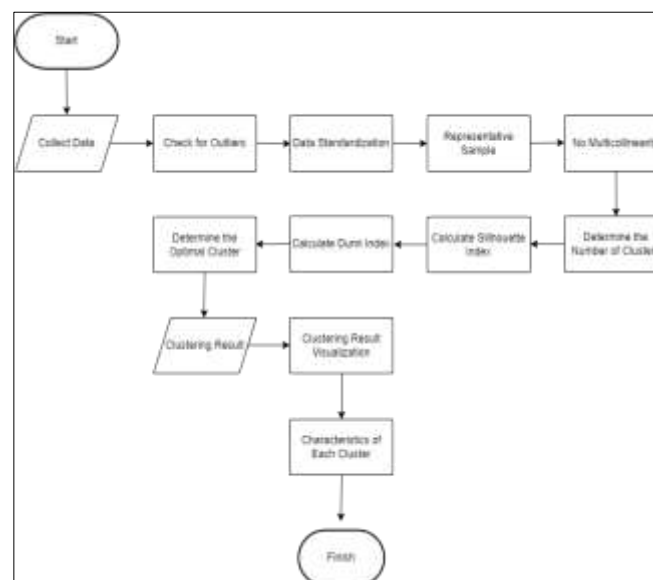 Start
Collect Data
Check for Outliers
Data Standardization
Representative
Sample
No Multicollinearit
Determine the
Optimal Cluster
Calculate Dunn Index
Calculate Silhouette
Index
Determine the
Number of Cluster
Clustering Result
Clustering Result
Visualization
Characteristics of
Each Cluster
Finish